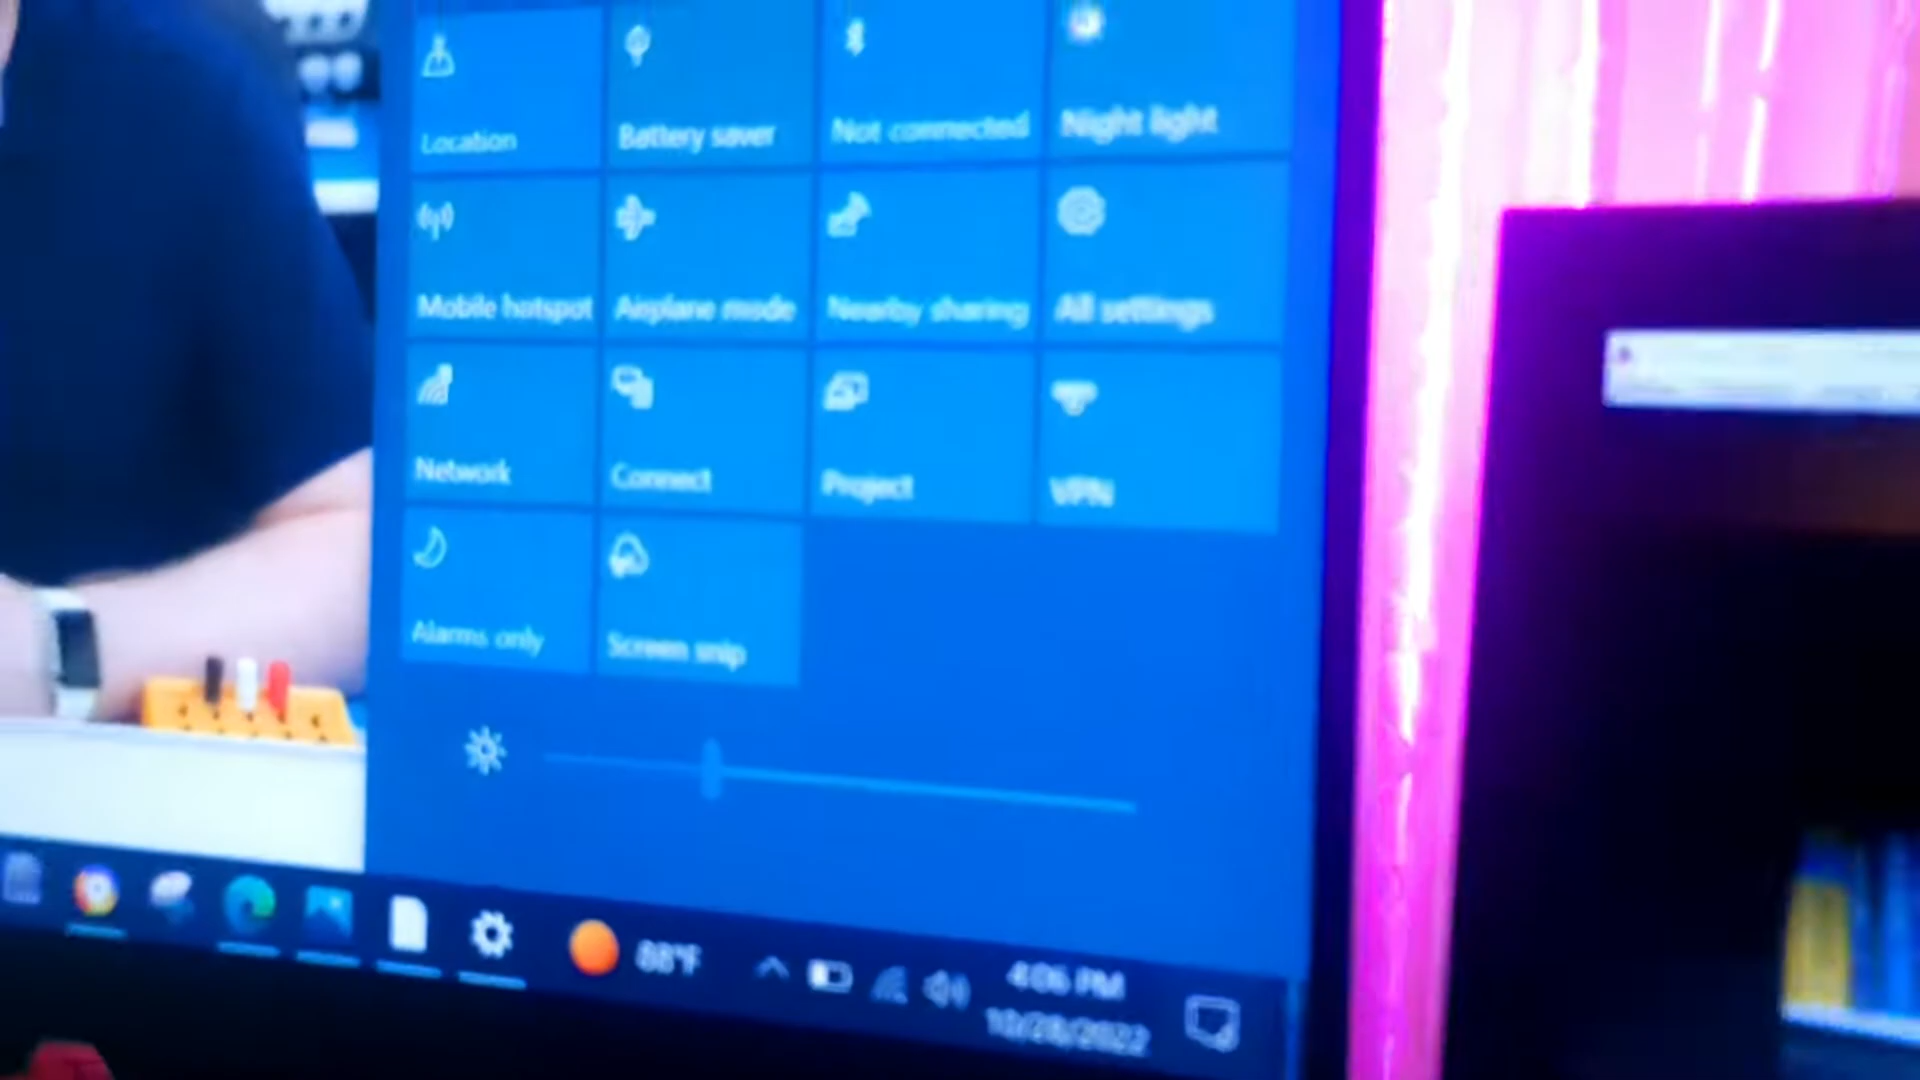 Location
Battery saver
Not connected
Night light
Mobile hotspot
Airplane mode
Nearby sharing
All settings
Network
Connect
Project
VPN
Alarms only
Screen snip
88°F
4:06 PM
10/28/2022